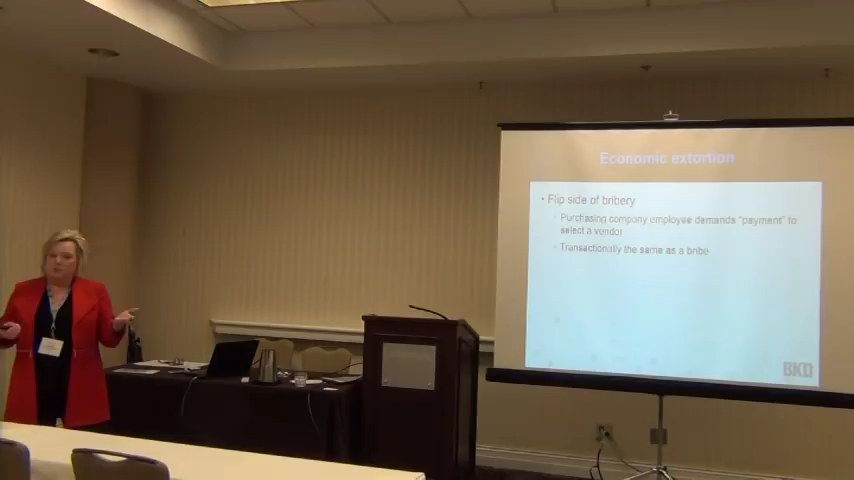 Economic extortion
• Flip side of bribery
Purchasing company employee demands "payment" to
select a vendor
Transactionally the same as a bribe
BKD